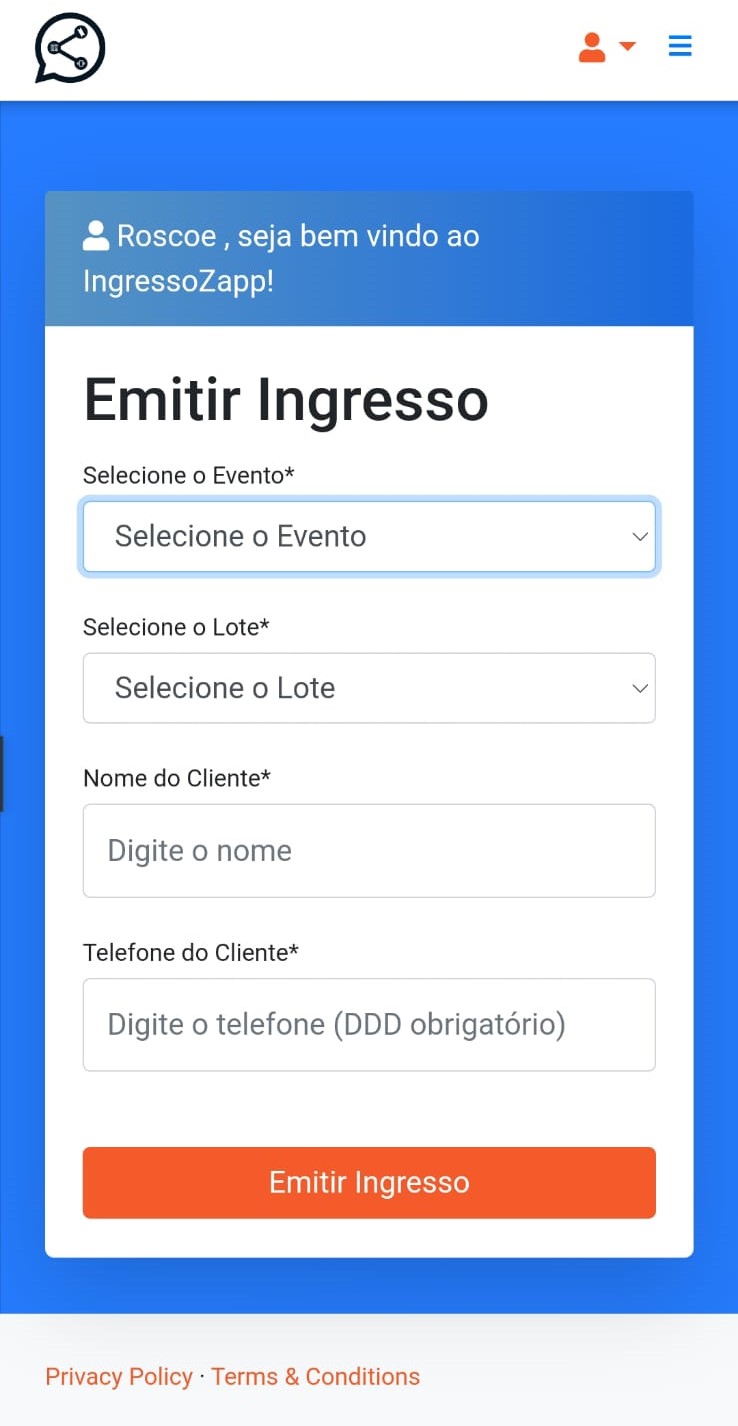 Roscoe , seja bem vindo ao
IngressoZapp!
Emitir Ingresso
Selecione o Evento*
Selecione o Evento
Selecione o Lote*
Selecione o Lote
Nome do Cliente*
Digite o nome
Telefone do Cliente*
Digite o telefone (DDD obrigatório)
Emitir Ingresso
Privacy Policy · Terms & Conditions